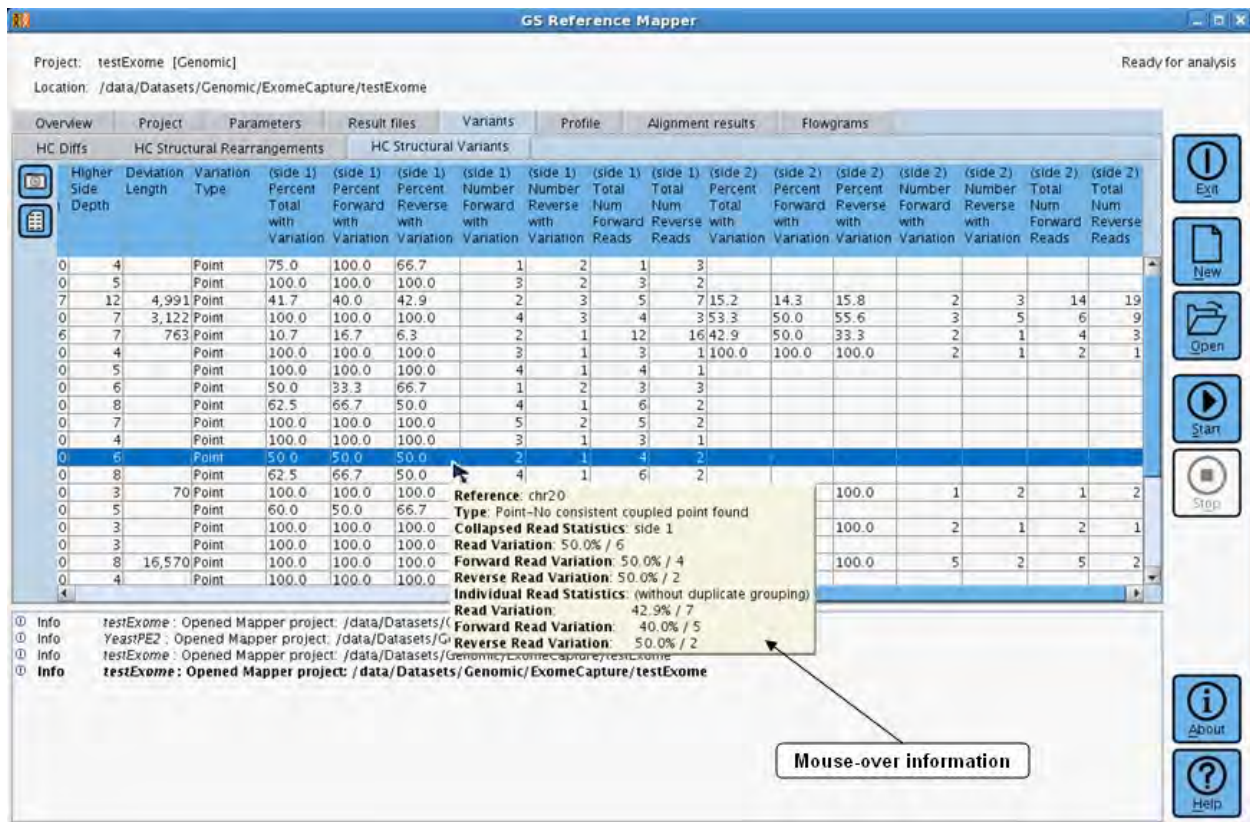 GS Reference Mapper
Project: testExome [Genomic]
Ready for analysis
Location: /data/Datasets/Genomic/ExomeCapture/testExome
Overview Project Parameters Result files Variants Profile Alignment results Flowgrams
HC Diffs HC Structural Rearrangements HC Structural Variants
Higher Deviation Variation (side 1) (side 1) (side 1) (side 1) (side 1) (side 1) (side 1) (side 2) (side 2) (side 2) (side 2) (side 2) (side 2) (side 2)
Side Length Type Percent Percent Percent Number Number Total Total Percent Percent Percent Number Number Total Total
Depth Total Forward Reverse Forward Reverse Num Num Total Forward Reverse Forward Reverse Num Num
with with with with with Forward Reverse with with with with with Forward Reverse
Variation Variation Variation Variation Variation Reads Reads Variation Variation Variation Variation Variation Reads Reads
0 4 Point 75.0 100.0 66.7 1 2 1 3
0 5 Point 100.0 100.0 100.0 3 2 3 2
7 12 4,991 Point 41.7 40.0 42.9 2 3 5 7 15.2 14.3 15.8 2 3 14 19
0 7 3,122 Point 100.0 100.0 100.0 4 3 4 3 53.3 50.0 55.6 3 5 6 9
6 7 763 Point 10.7 16.7 6.3 2 1 12 16 42.9 50.0 33.3 2 1 4 3
0 4 Point 100.0 100.0 100.0 3 1 3 1 100.0 100.0 100.0 2 1 2 1
0 5 Point 100.0 100.0 100.0 4 1 4 1
0 6 Point 50.0 33.3 66.7 1 2 3 3
0 8 Point 62.5 66.7 50.0 4 1 6 2
0 7 Point 100.0 100.0 100.0 5 2 5 2
0 4 Point 100.0 100.0 100.0 3 1 3 1
0 6 Point 50.0 50.0 50.0 2 1 4 2
0 8 Point 62.5 66.7 50.0 4 1 6 2
0 3 70 Point 100.0 100.0 100.0 100.0 1 2 1 2
0 5 Point 60.0 50.0 66.7
0 3 Point 100.0 100.0 100.0 100.0 2 1 2 1
0 3 Point 100.0 100.0 100.0
0 8 16,570 Point 100.0 100.0 100.0 100.0 5 2 5 2
0 4 Point 100.0 100.0 100.0
Reference: chr20
Type: Point-No consistent coupled point found
Collapsed Read Statistics: side 1
Read Variation: 50.0% / 6
Forward Read Variation: 50.0% / 4
Reverse Read Variation: 50.0% / 2
Individual Read Statistics: (without duplicate grouping)
Read Variation: 42.9% / 7
Forward Read Variation: 40.0% / 5
Reverse Read Variation: 50.0% / 2
Info testExome : Opened Mapper project: /data/Datasets/
Info YeastPE2 : Opened Mapper project: /data/Datasets/
Info testExome : Opened Mapper project: /data/Datasets/Genomic/ExomeCapture/testExome
Info testExome : Opened Mapper project: /data/Datasets/Genomic/ExomeCapture/testExome
Mouse-over information
Exit
New
Open
Start
Stop
About
Help